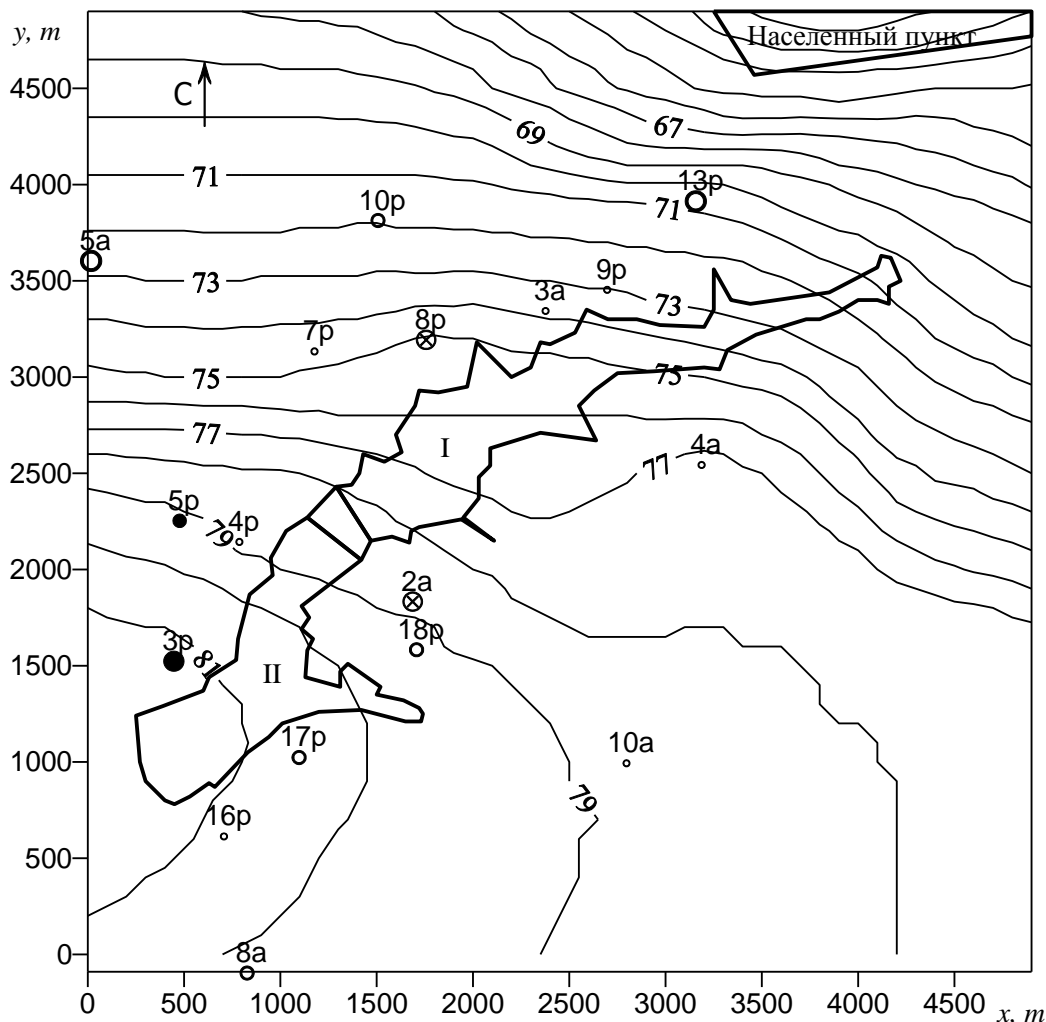 y, m
Населенный пункт
4500
С
69
67
4000
71
13р
10р
71
5а
3500
73
9р
3а
73
7р
8р
3000
75
75
77
I
4а
2500
77
5р
4р
79
2000
2а
18р
1500
3р
81
II
17р
10а
1000
79
16р
500
0
8а
0
500
1000
1500
2000
2500
3000
3500
4000
4500
x, m